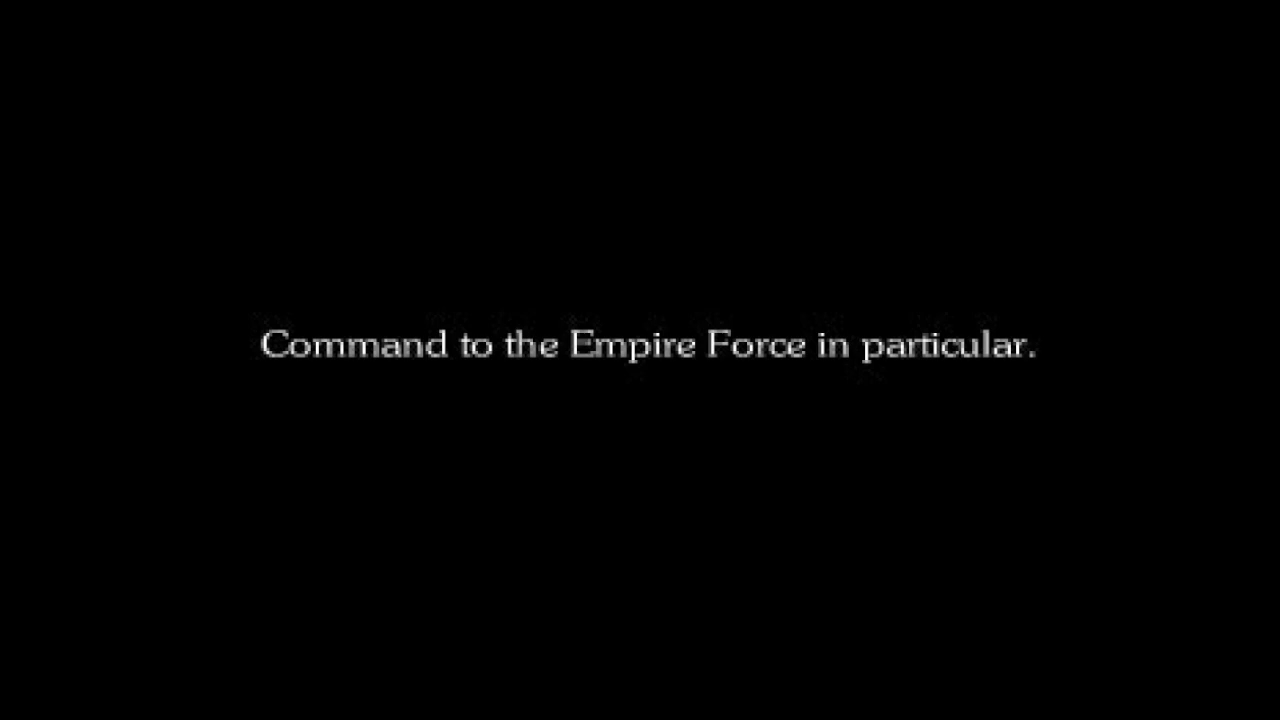 Command to the Empire Force in particular.